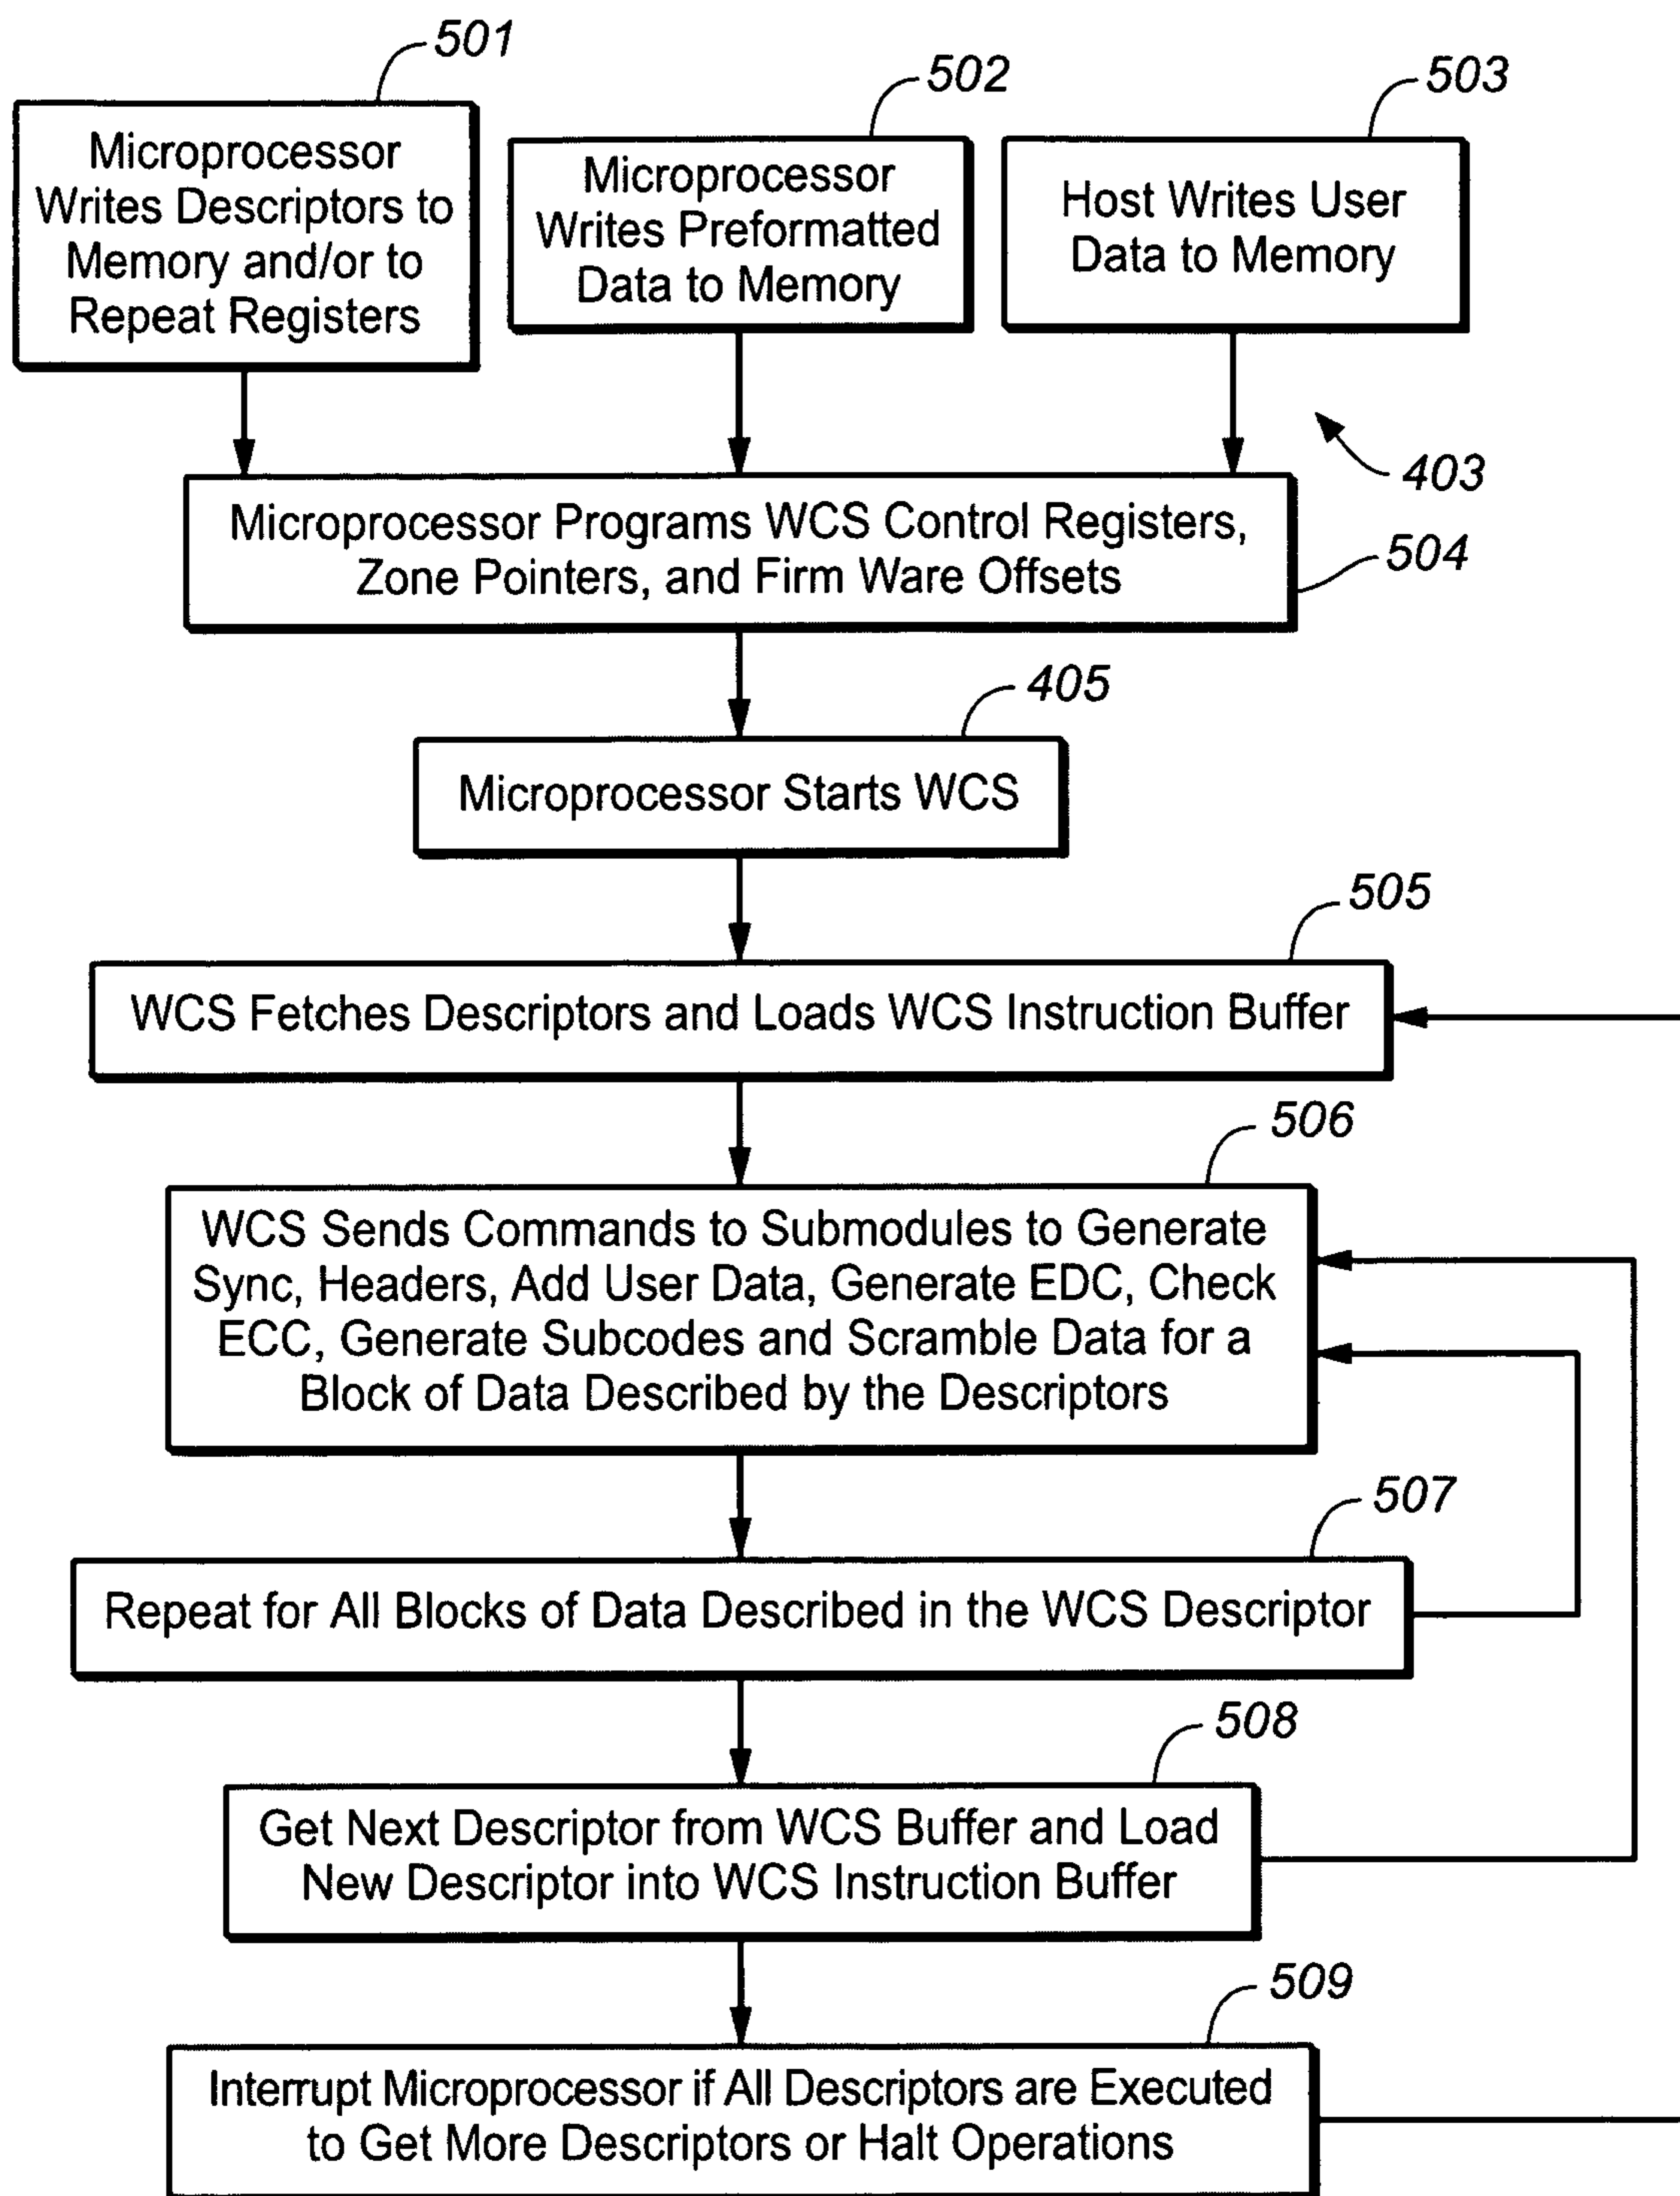 501
Microprocessor
Writes Descriptors to
Memory and/or to
Repeat Registers
502
Microprocessor
Writes Preformatted
Data to Memory
503
Host Writes User
Data to Memory
403
Microprocessor Programs WCS Control Registers,
Zone Pointers, and Firm Ware Offsets
504
405
Microprocessor Starts WCS
505
WCS Fetches Descriptors and Loads WCS Instruction Buffer
506
WCS Sends Commands to Submodules to Generate
Sync, Headers, Add User Data, Generate EDC, Check
ECC, Generate Subcodes and Scramble Data for a
Block of Data Described by the Descriptors
507
Repeat for All Blocks of Data Described in the WCS Descriptor
508
Get Next Descriptor from WCS Buffer and Load
New Descriptor into WCS Instruction Buffer
509
Interrupt Microprocessor if All Descriptors are Executed
to Get More Descriptors or Halt Operations